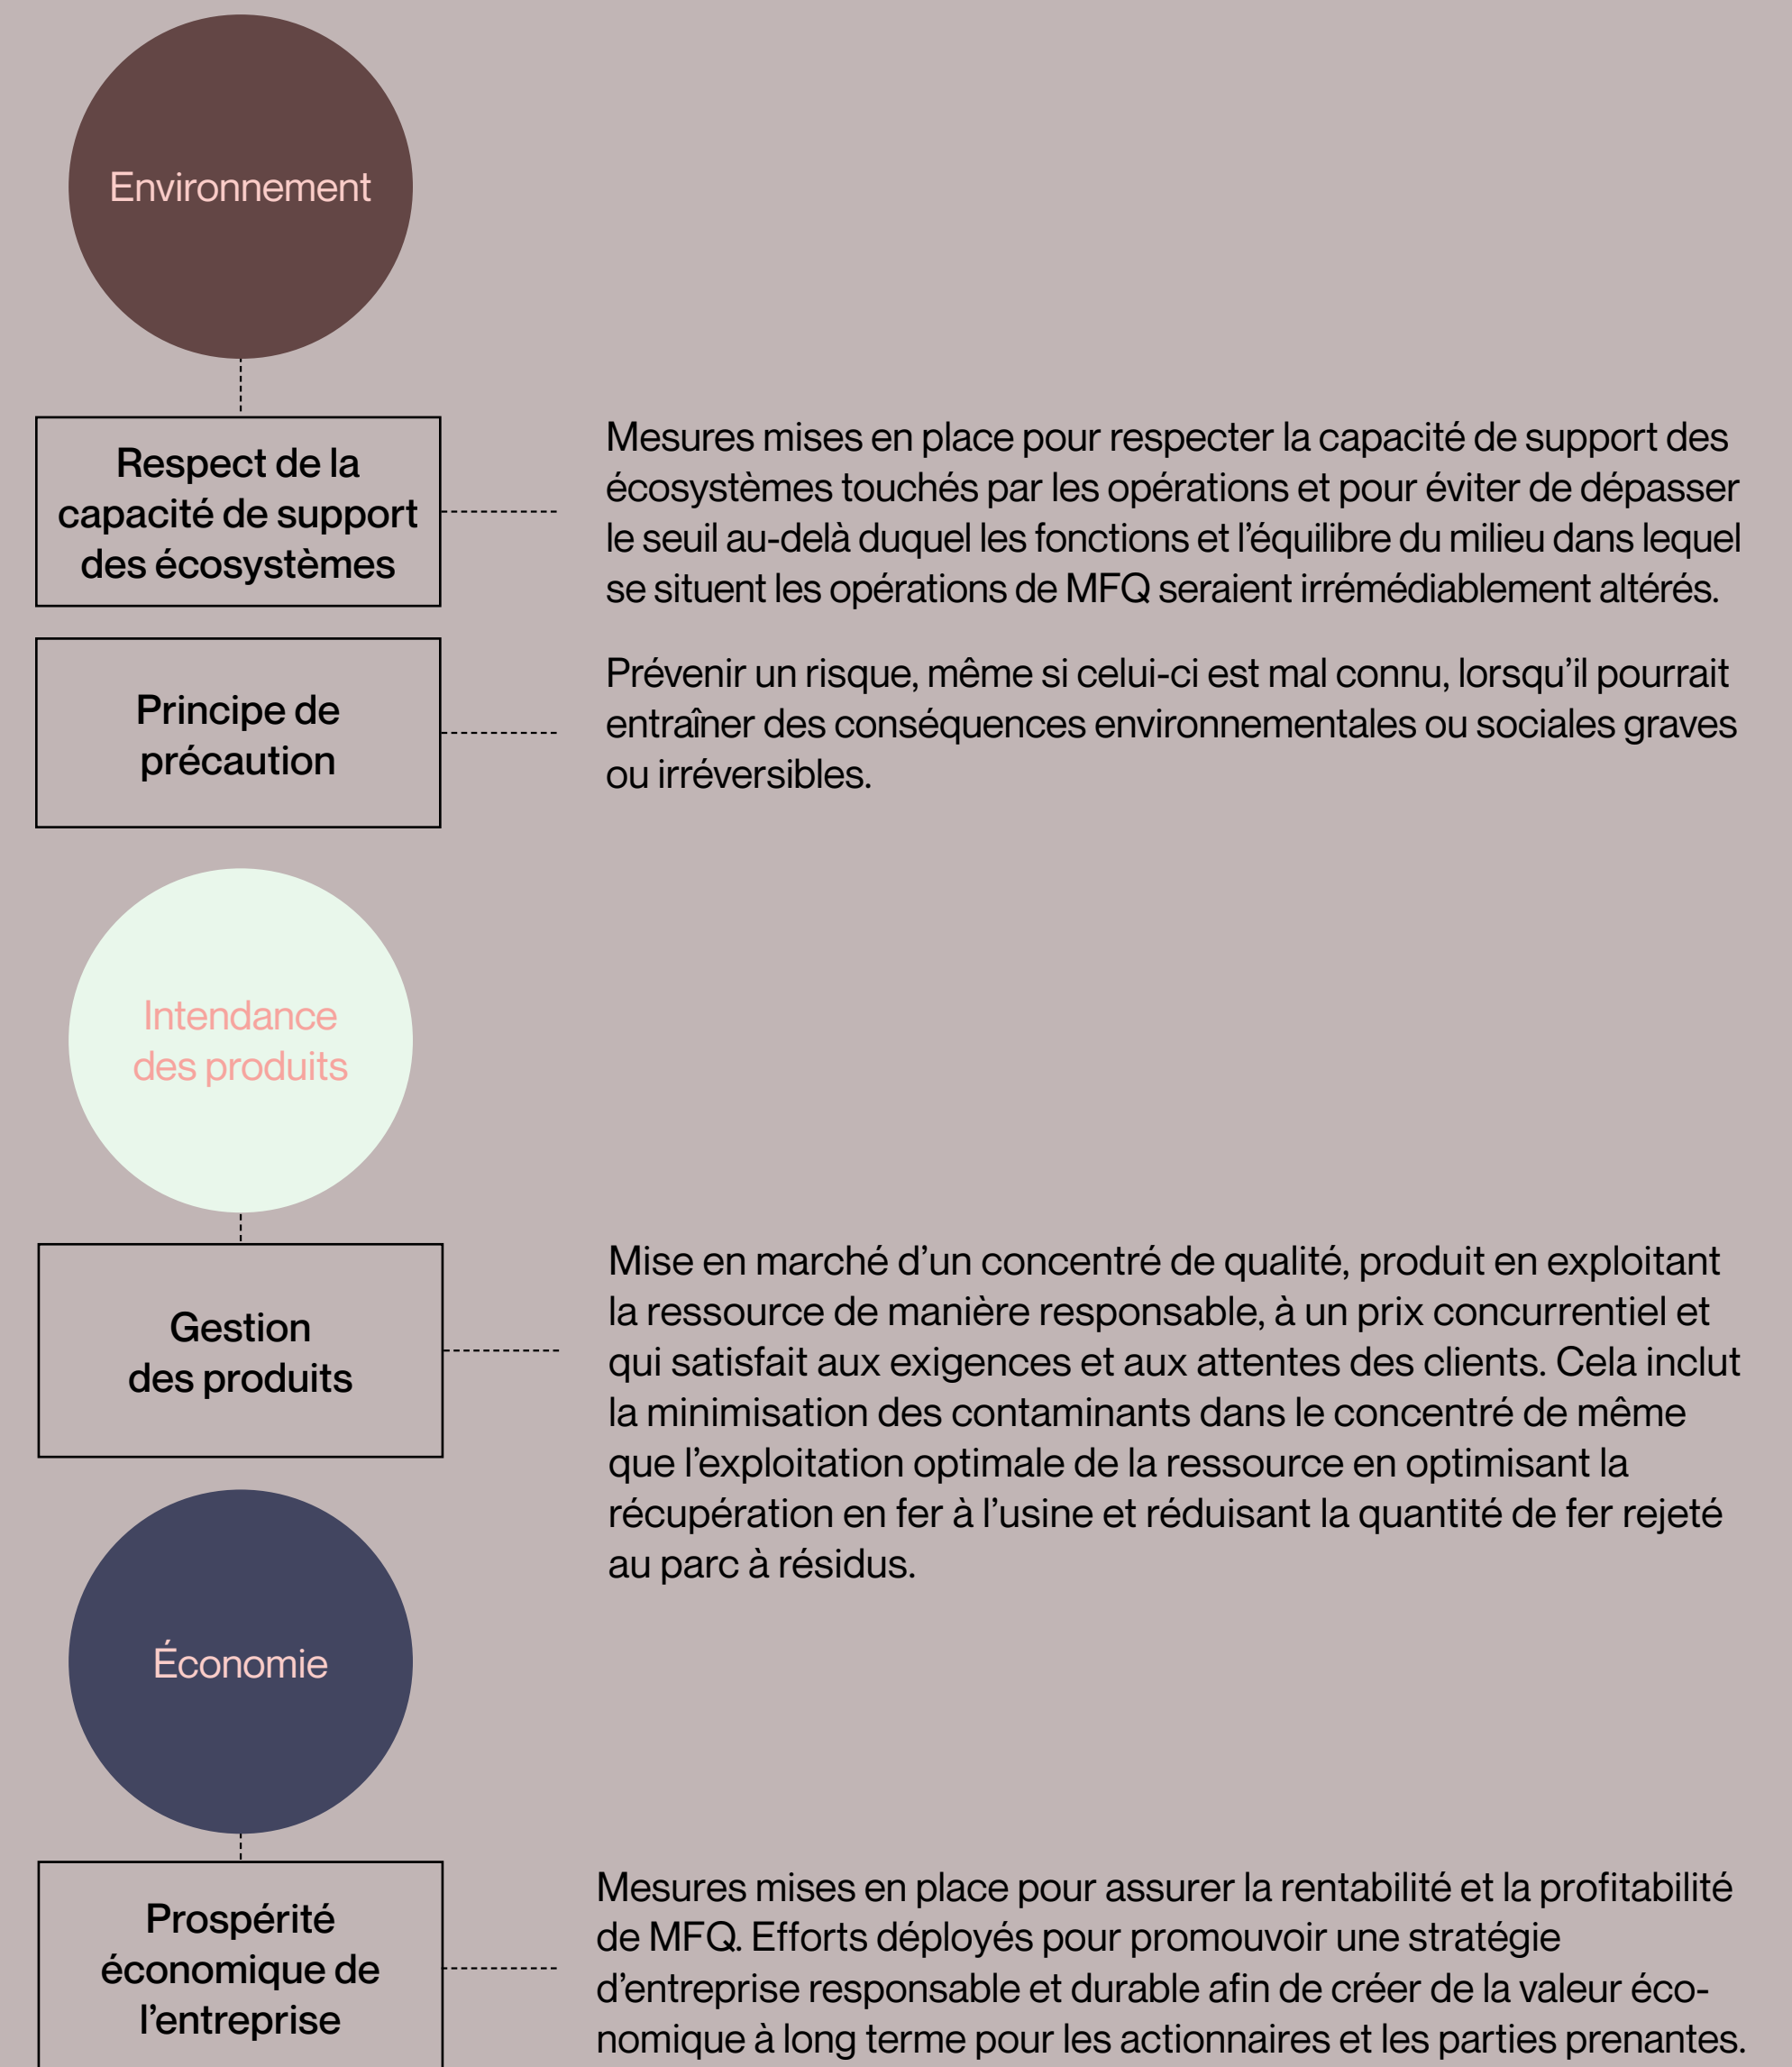 Environnement
Respect de la
capacité de support
des écosystèmes
Mesures mises en place pour respecter la capacité de support des
écosystèmes touchés par les opérations et pour éviter de dépasser
le seuil au-delà duquel les fonctions et l’équilibre du milieu dans lequel
se situent les opérations de MFQ seraient irrémédiablement altérés.
Principe de
précaution
Prévenir un risque, même si celui-ci est mal connu, lorsqu’il pourrait
entraîner des conséquences environnementales ou sociales graves
ou irréversibles.
Intendance
des produits
Gestion
des produits
Mise en marché d’un concentré de qualité, produit en exploitant
la ressource de manière responsable, à un prix concurrentiel et
qui satisfait aux exigences et aux attentes des clients. Cela inclut
la minimisation des contaminants dans le concentré de même
que l’exploitation optimale de la ressource en optimisant la
récupération en fer à l’usine et réduisant la quantité de fer rejeté
au parc à résidus.
Économie
Prospérité
économique de
l’entreprise
Mesures mises en place pour assurer la rentabilité et la profitabilité
de MFQ. Efforts déployés pour promouvoir une stratégie
d’entreprise responsable et durable afin de créer de la valeur éco-
nomique à long terme pour les actionnaires et les parties prenantes.